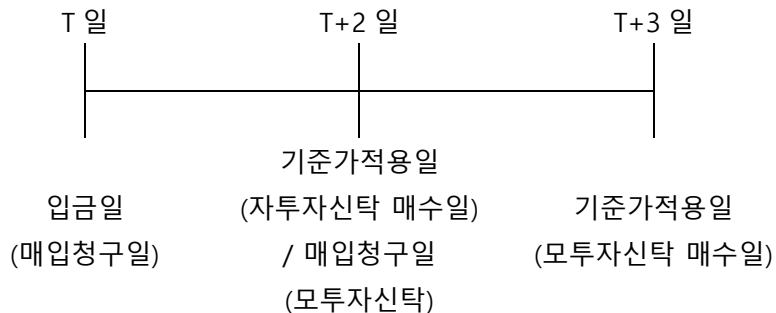 T 일 T+2 일 T+3 일
기준가적용일
입금일 (자투자신탁 매수일) 기준가적용일
(매입청구일) / 매입청구일 (모투자신탁 매수일)
(모투자신탁)